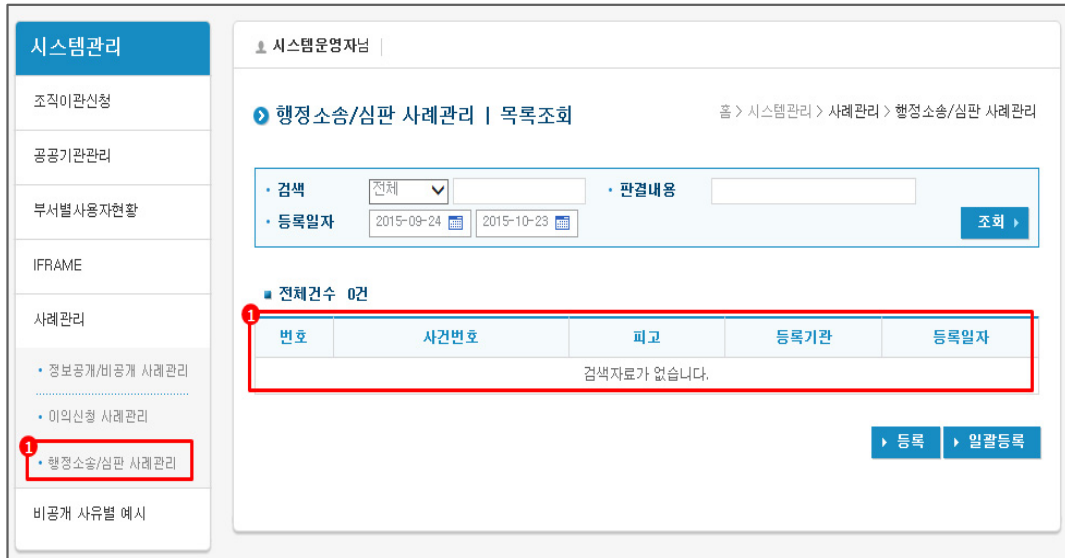 시스템관리
조직이관신청
공공기관관리
부서별사용자현황
IFRAME
사례관리
• 정보공개/비공개 사례관리
• 이의신청 사례관리
1
• 행정소송/심판 사례관리
비공개 사유별 예시
시스템운영자님
행정소송/심판 사례관리 | 목록조회
홈 > 시스템관리 > 사례관리 > 행정소송/심판 사례관리
• 검색 전체 • 판결내용
• 등록일자 2015-09-24 2015-10-23 조회
전체건수 0건
1
번호 사건번호 피고 등록기관 등록일자
검색자료가 없습니다.
등록 일괄등록